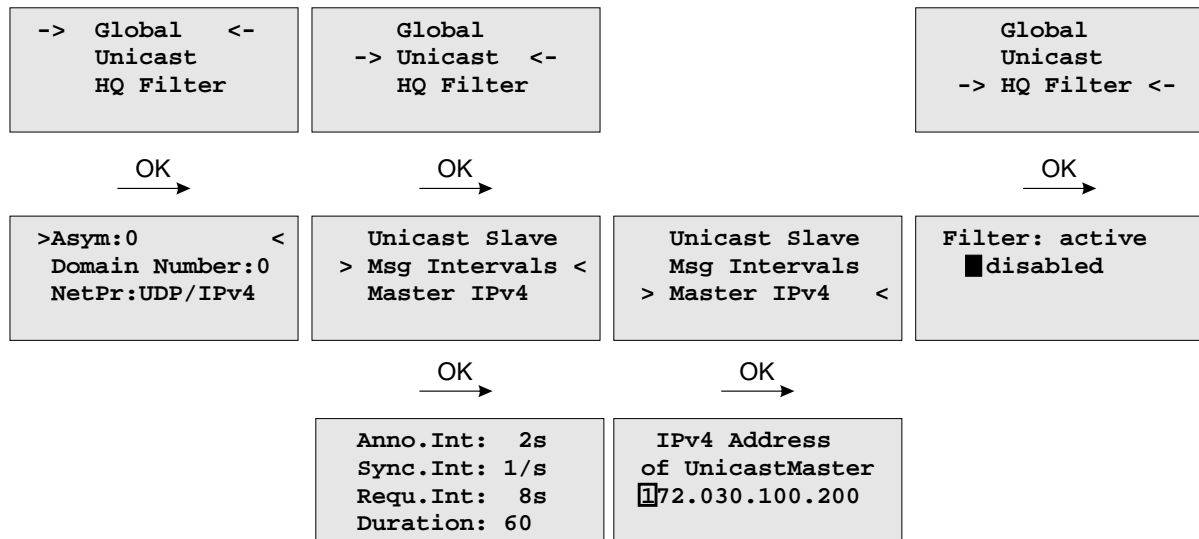 -> Global <-
Unicast
HQ Filter
Global
-> Unicast <-
HQ Filter
Global
Unicast
-> HQ Filter <-
OK
OK
OK
>Asym:0 <
Domain Number:0
NetPr:UDP/IPv4
Unicast Slave
> Msg Intervals <
Master IPv4
Unicast Slave
Msg Intervals
> Master IPv4 <
Filter: active
disabled
OK
OK
Anno.Int: 2s
Sync.Int: 1/s
Requ.Int: 8s
Duration: 60
IPv4 Address
of UnicastMaster
172.030.100.200